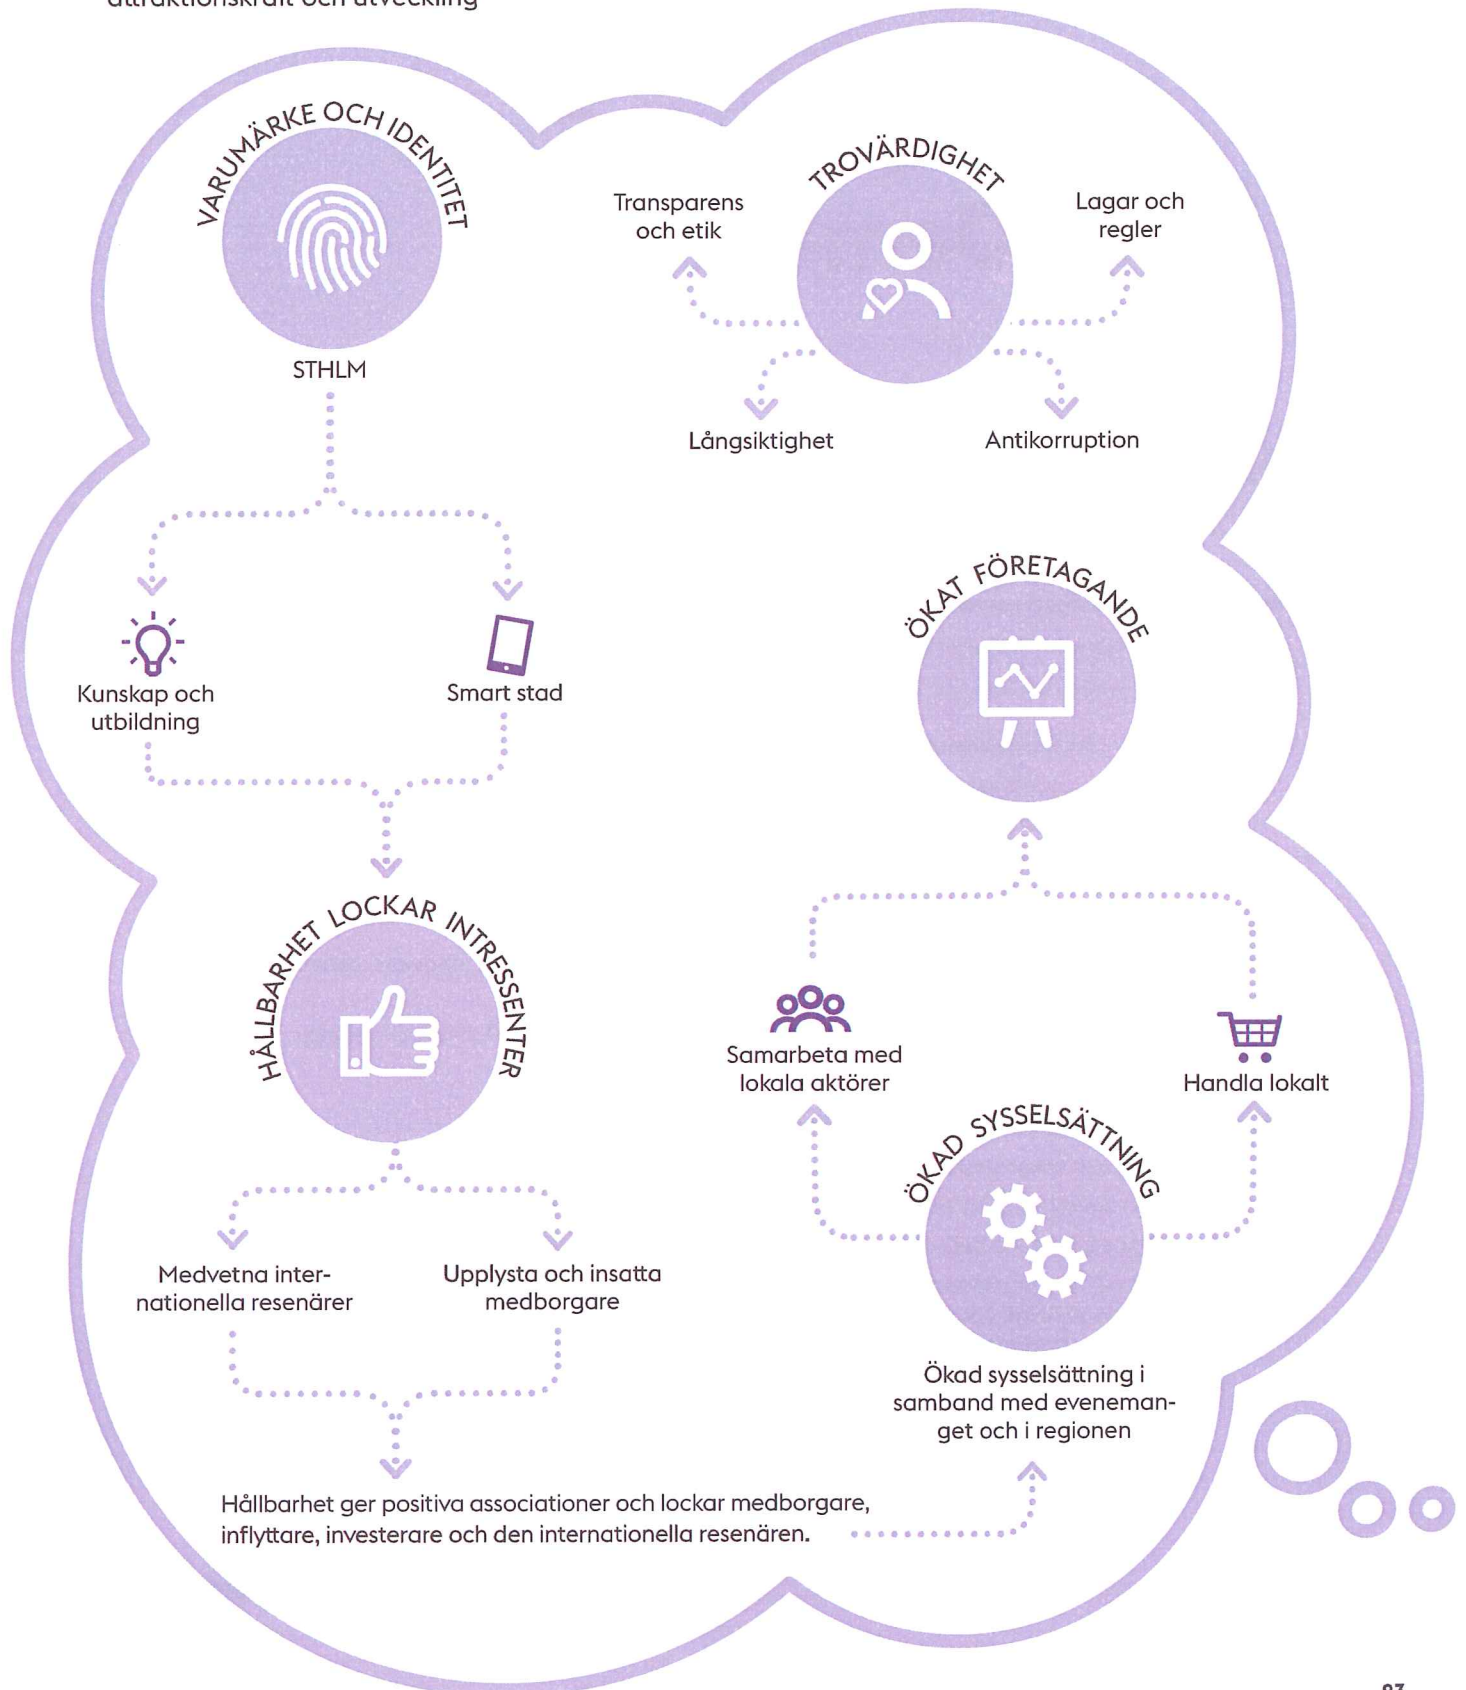 attraktionskraft och utveckling
VARUMÄRKE OCH IDENTITET
STHLM
TROVÄRDIGHET
Transparens
och etik
Lagar och
regler
Långsiktighet
Antikorruption
Kunskap och
utbildning
Smart stad
ÖKAT FÖRETAGANDE
HÅLLBARHET LOCKAR INTRESSENTER
Samarbeta med
lokala aktörer
Handla lokalt
ÖKAD SYSSELSÄTTNING
Medvetna inter-
nationella resenärer
Upplysta och insatta
medborgare
Ökad sysselsättning i
samband med eveneman-
get och i regionen
Hållbarhet ger positiva associationer och lockar medborgare,
inflyttare, investerare och den internationella resenären.